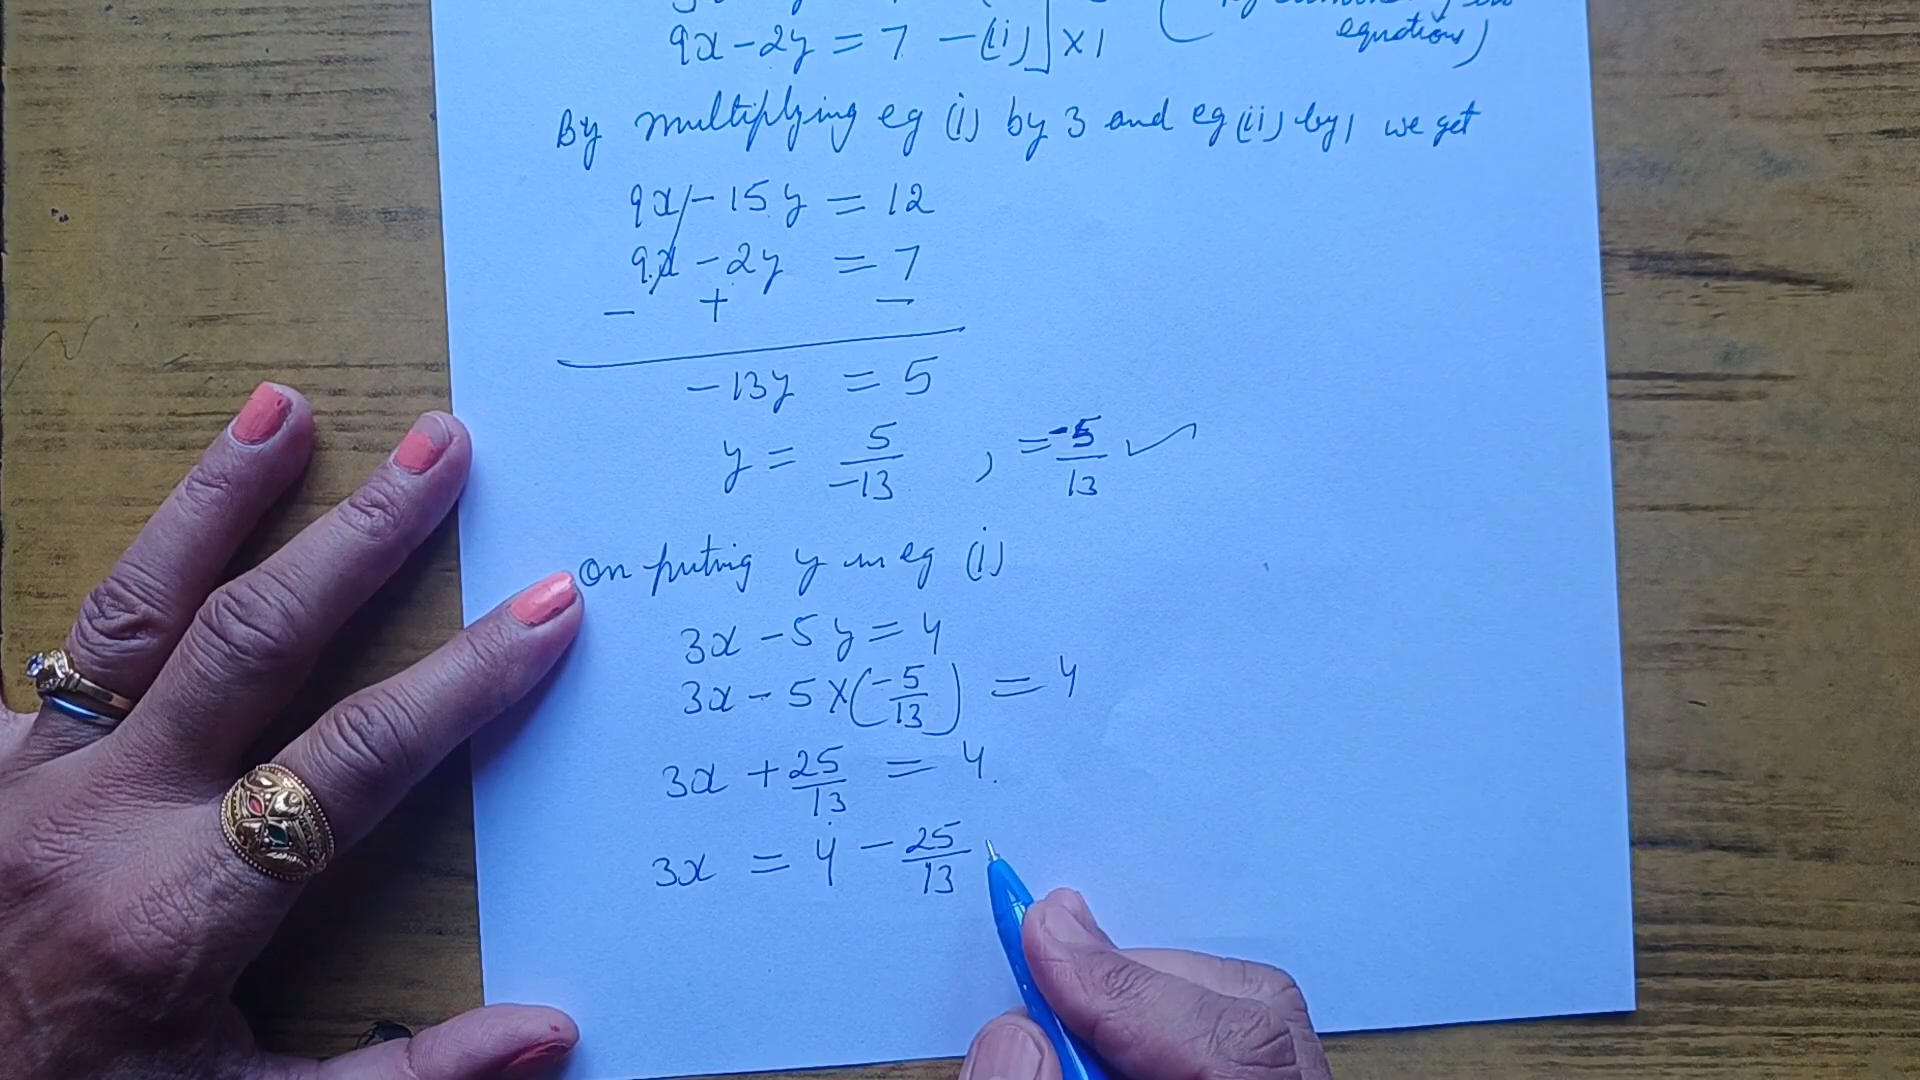 9x - 2y = 7 - (ii) ] × 1
equations)
By multiplying eq (i) by 3 and eq (ii) by 1 we get
9x - 15y = 12
9x - 2y = 7
- + -
-13y = 5
y = 5/-13 , = -5/13 ✓
On puting y in eq (i)
3x - 5y = 4
3x - 5 × (-5/13) = 4
3x + 25/13 = 4.
3x = 4 - 25/13